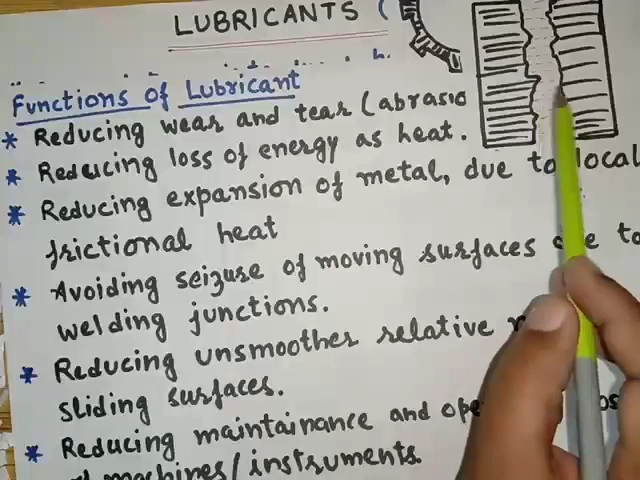 LUBRICANTS (
Functions of Lubricant
* Reducing wear and tear (abrasio
* Reducing loss of energy as heat.
* Reducing expansion of metal, due to local
frictional heat
* Avoiding seizure of moving surfaces to
welding junctions.
* Reducing unsmoother relative
sliding surfaces.
* Reducing maintainance and
machines/instruments.